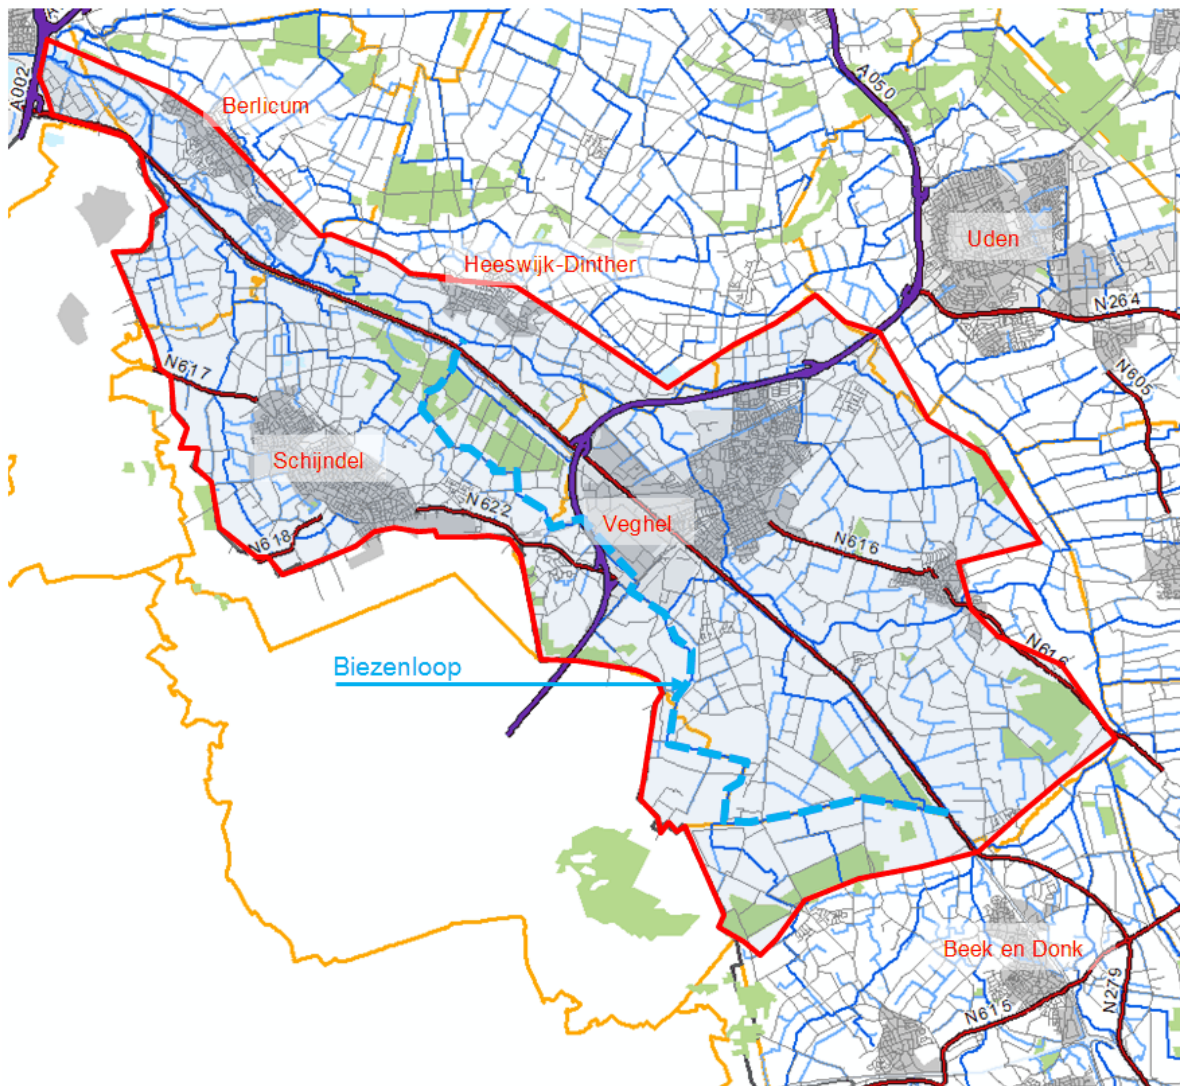 A002
A050
Berlicum
Uden
Heeswijk-Dinther
N264
N617
N605
Schijndel
N622
Veghel
N618
N616
N616
Biezenloop
Beek en Donk
N279
N615